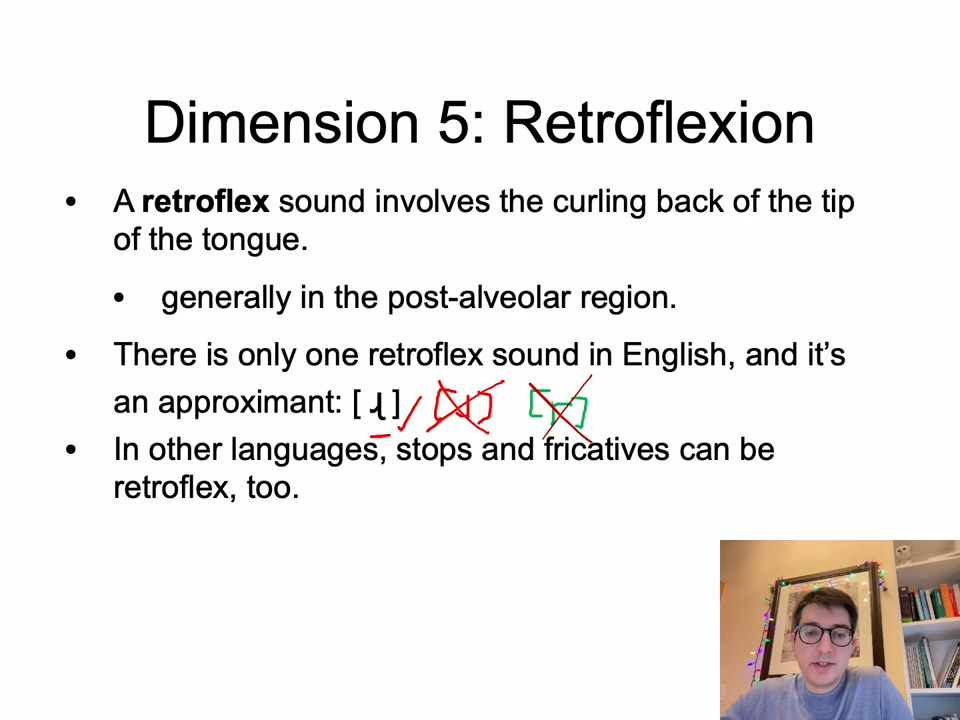 Dimension 5: Retroflexion
• A retroflex sound involves the curling back of the tip
of the tongue.
• generally in the post-alveolar region.
• There is only one retroflex sound in English, and it’s
an approximant: [ɻ] [ɹ] [r]
• In other languages, stops and fricatives can be
retroflex, too.